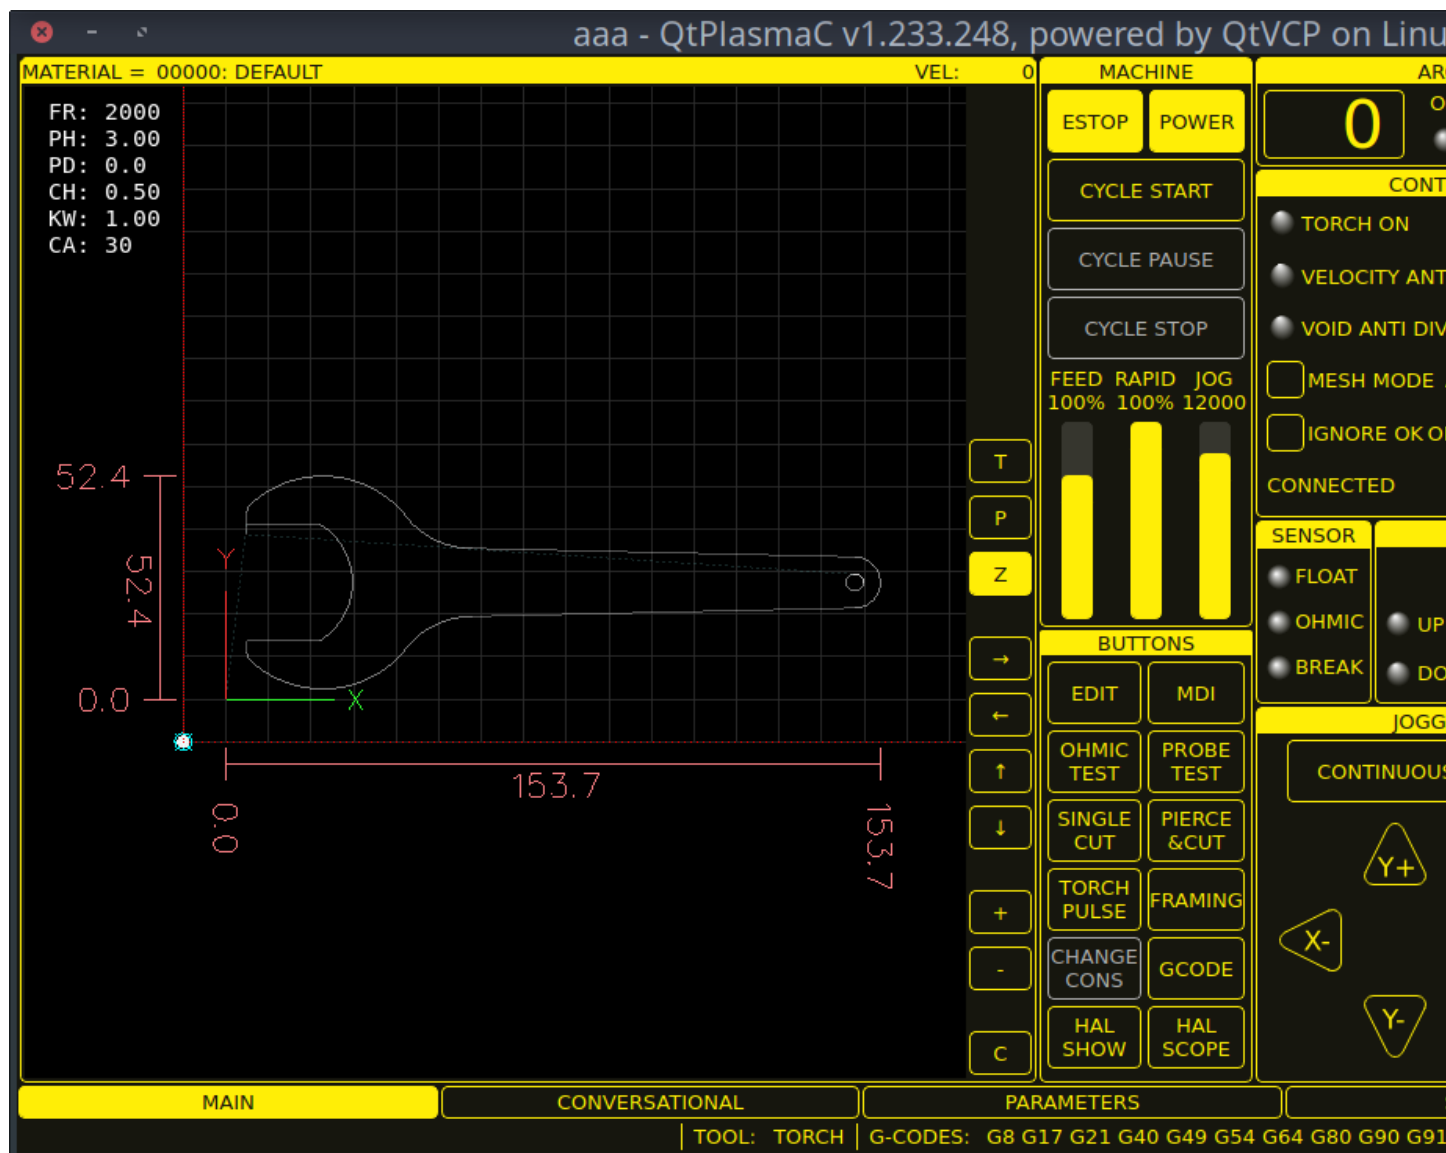 aaa - QtPlasmaC v1.233.248, powered by QtVCP on Linu
MATERIAL = 00000: DEFAULT
VEL: 0
FR: 2000
PH: 3.00
PD: 0.0
CH: 0.50
KW: 1.00
CA: 30
52.4
52.4
0.0
Y
X
153.7
0.0
153.7
T
P
Z
→
←
↑
↓
+
-
C
MACHINE
ESTOP POWER
CYCLE START
CYCLE PAUSE
CYCLE STOP
FEED RAPID JOG
100% 100% 12000
BUTTONS
EDIT
MDI
OHMIC
TEST
PROBE
TEST
SINGLE
CUT
PIERCE
&CUT
TORCH
PULSE
FRAMING
CHANGE
CONS
GCODE
HAL
SHOW
HAL
SCOPE
AR
0
O
CONT
TORCH ON
VELOCITY ANT
VOID ANTI DIV
MESH MODE
IGNORE OK O
CONNECTED
SENSOR
FLOAT
OHMIC
BREAK
UP
DO
JOGG
CONTINUOUS
Y+
X-
Y-
MAIN
CONVERSATIONAL
PARAMETERS
TOOL: TORCH
G-CODES: G8 G17 G21 G40 G49 G54 G64 G80 G90 G91